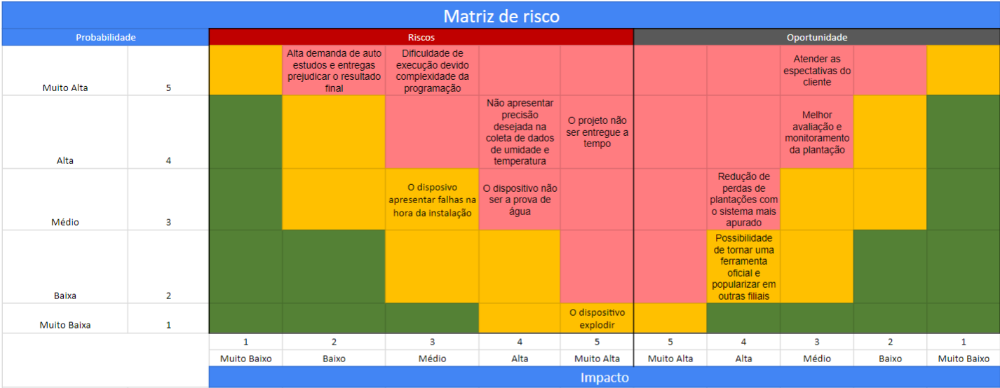 Matriz de risco
Probabilidade
Riscos
Oportunidade
Muito Alta
5
Alta demanda de auto
estudos e entregas
prejudicar o resultado
final
Dificuldade de
execução devido
complexidade da
programação
Atender as
espectativas do
cliente
Alta
4
Não apresentar
precisão
desejada na
coleta de dados
de umidade e
temperatura
O projeto não
ser entregue a
tempo
Melhor
avaliação e
monitoramento
da plantação
Médio
3
O disposivo
apresentar falhas na
hora da instalação
O dispositivo não
ser a prova de
água
Redução de
perdas de
plantações com
o sistema mais
apurado
Baixa
2
Possibilidade
de tornar uma
ferramenta
oficial e
popularizar em
outras filiais
Muito Baixa
1
O dispositivo
explodir
1 2 3 4 5 5 4 3 2 1
Muito Baixo Baixo Médio Alta Muito Alta Muito Alta Alta Médio Baixo Muito Baixo
Impacto